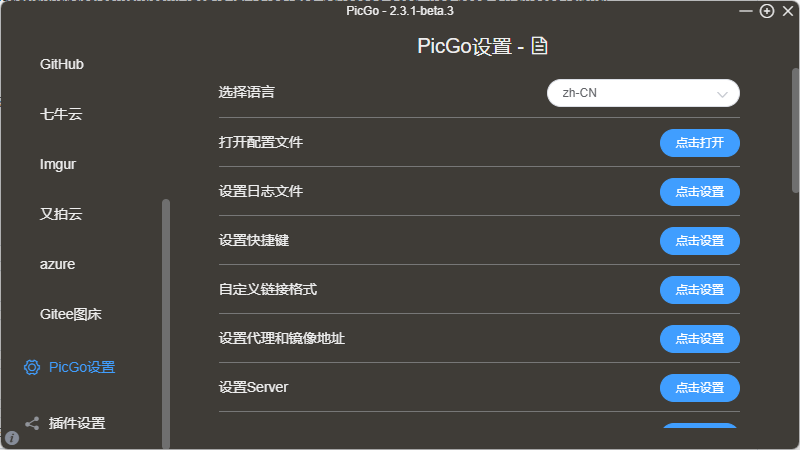 PicGo - 2.3.1-beta.3
GitHub
七牛云
Imgur
又拍云
azure
Gitee图床
PicGo设置
插件设置
PicGo设置 -
选择语言 zh-CN
打开配置文件 点击打开
设置日志文件 点击设置
设置快捷键 点击设置
自定义链接格式 点击设置
设置代理和镜像地址 点击设置
设置Server 点击设置